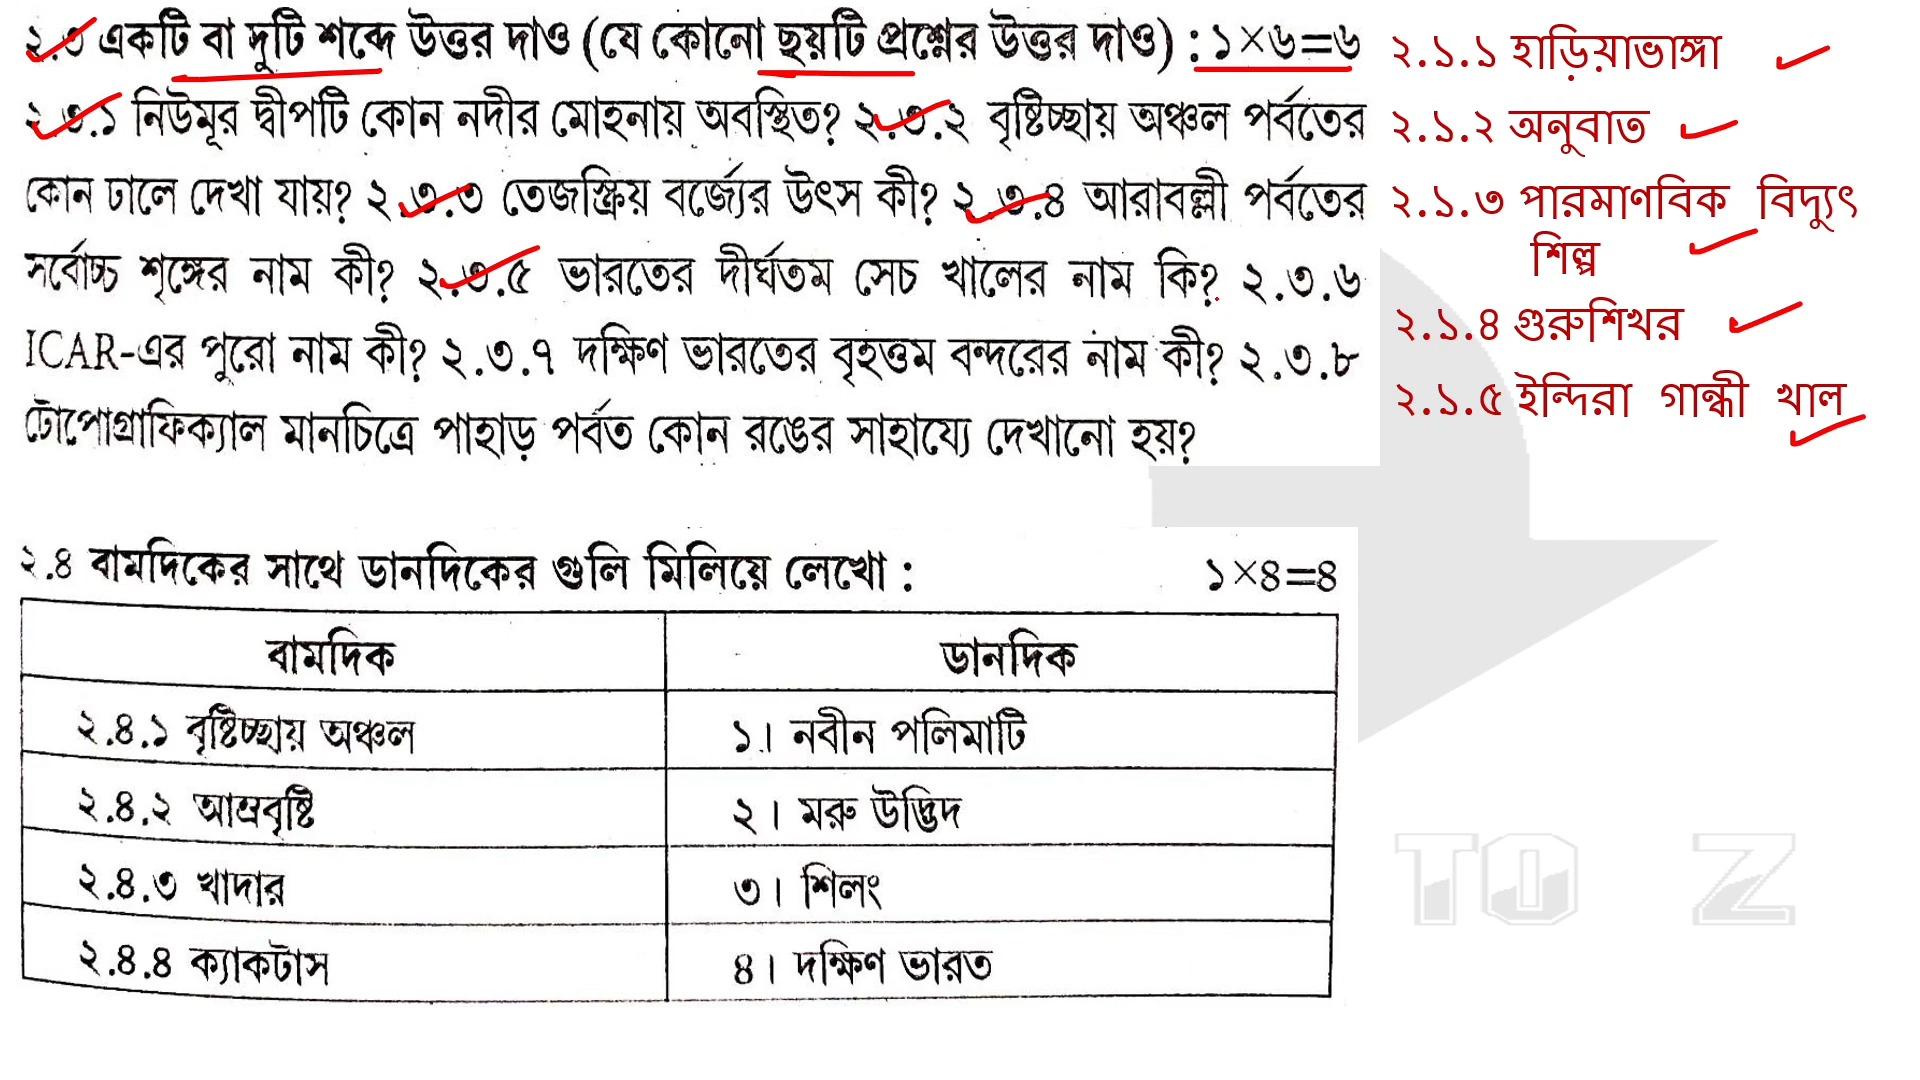 ২.৩ একটি বা দুটি শব্দে উত্তর দাও (যে কোনো ছয়টি প্রশ্নের উত্তর দাও) : ১×৬=৬
২.৩.১ নিউমূর দ্বীপটি কোন নদীর মোহনায় অবস্থিত? ২.৩.২ বৃষ্টিচ্ছায় অঞ্চল পর্বতের
কোন ঢালে দেখা যায়? ২.৩.৩ তেজস্ক্রিয় বর্জ্যের উৎস কী? ২.৩.৪ আরাবল্লী পর্বতের
সর্বোচ্চ শৃঙ্গের নাম কী? ২.৩.৫ ভারতের দীর্ঘতম সেচ খালের নাম কি? ২.৩.৬
ICAR-এর পুরো নাম কী? ২.৩.৭ দক্ষিণ ভারতের বৃহত্তম বন্দরের নাম কী? ২.৩.৮
টোপোগ্রাফিক্যাল মানচিত্রে পাহাড় পর্বত কোন রঙের সাহায্যে দেখানো হয়?
২.১.১ হাড়িয়াভাঙ্গা
২.১.২ অনুবাত
২.১.৩ পারমাণবিক বিদ্যুৎ
শিল্প
২.১.৪ গুরুশিখর
২.১.৫ ইন্দিরা গান্ধী খাল
২.৪ বামদিকের সাথে ডানদিকের গুলি মিলিয়ে লেখো : ১×৪=৪
বামদিক ডানদিক
২.৪.১ বৃষ্টিচ্ছায় অঞ্চল ১। নবীন পলিমাটি
২.৪.২ আম্রবৃষ্টি ২। মরু উদ্ভিদ
২.৪.৩ খাদার ৩। শিলং
২.৪.৪ ক্যাকটাস ৪। দক্ষিণ ভারত
TO Z